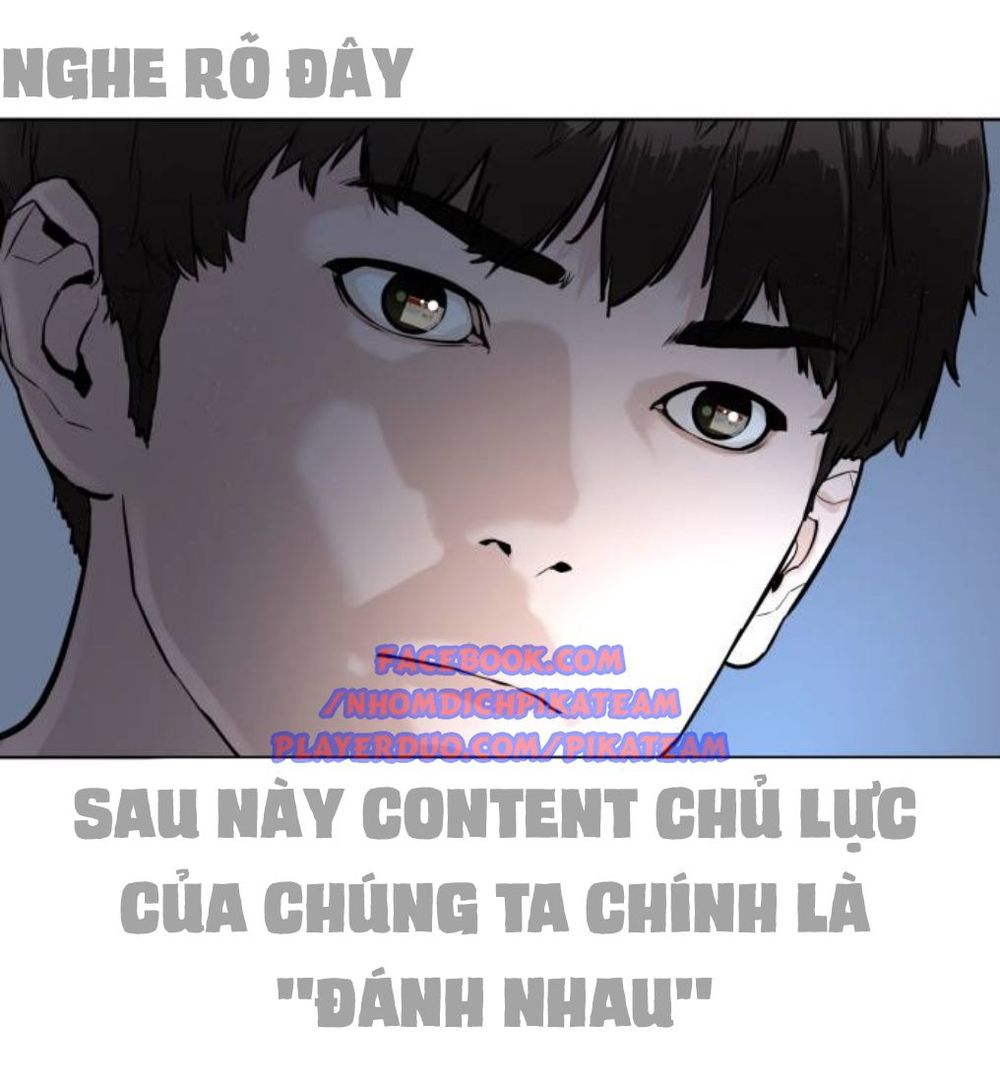 NGHE RÕ ĐÂY
FACEBOOK.COM
/NHOMDICHPIKATEAM
PLAYERDUO.COM/PIKATEAM
SAU NÀY CONTENT CHỦ LỰC
CỦA CHÚNG TA CHÍNH LÀ
"ĐÁNH NHAU"